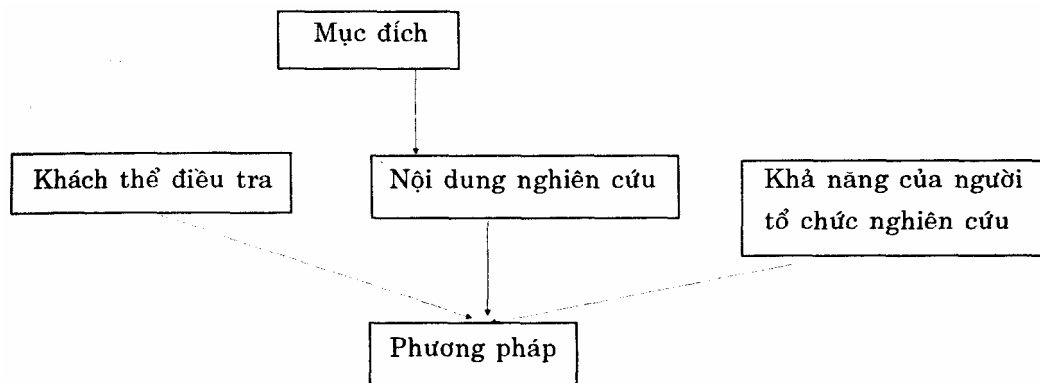 Mục đích
Khách thể điều tra
Nội dung nghiên cứu
Khả năng của người
tổ chức nghiên cứu
Phương pháp